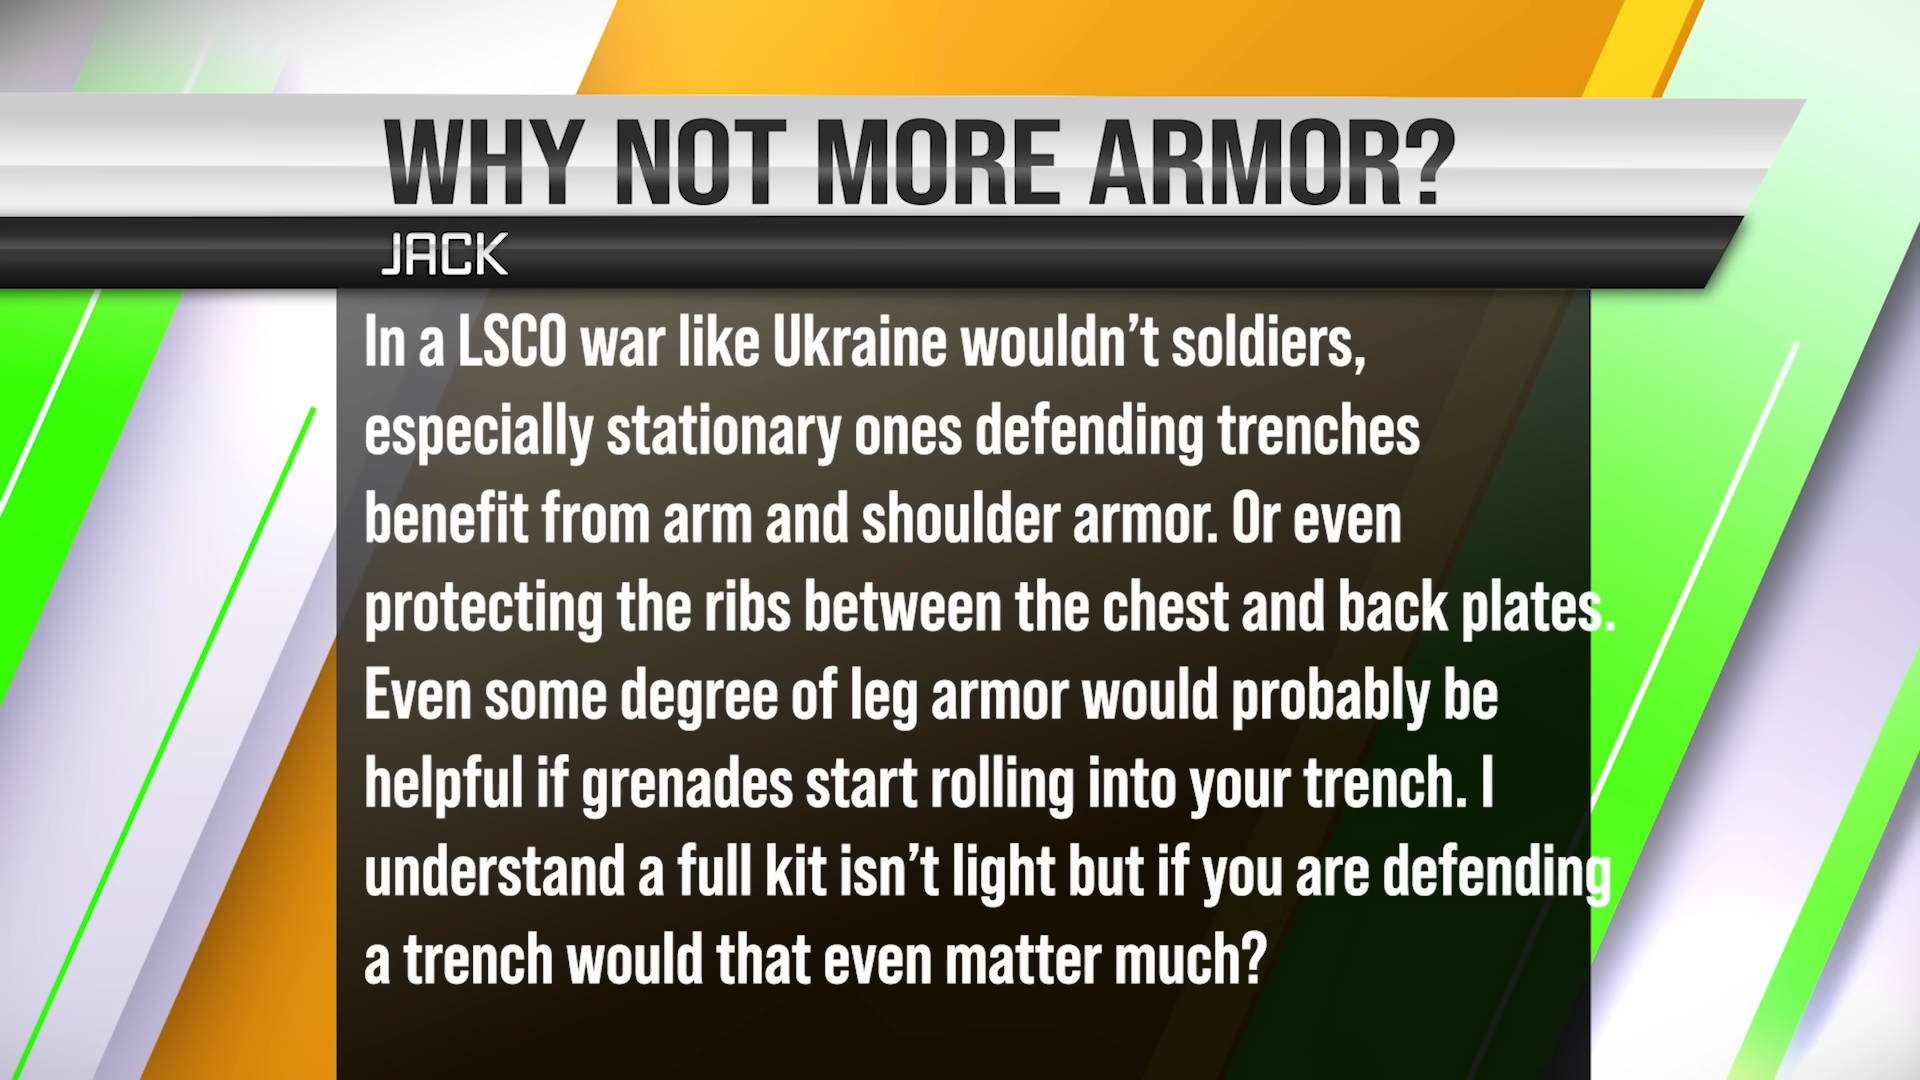 WHY NOT MORE ARMOR?
JACK
In a LSCO war like Ukraine wouldn’t soldiers,
especially stationary ones defending trenches
benefit from arm and shoulder armor. Or even
protecting the ribs between the chest and back plates.
Even some degree of leg armor would probably be
helpful if grenades start rolling into your trench. I
understand a full kit isn’t light but if you are defending
a trench would that even matter much?